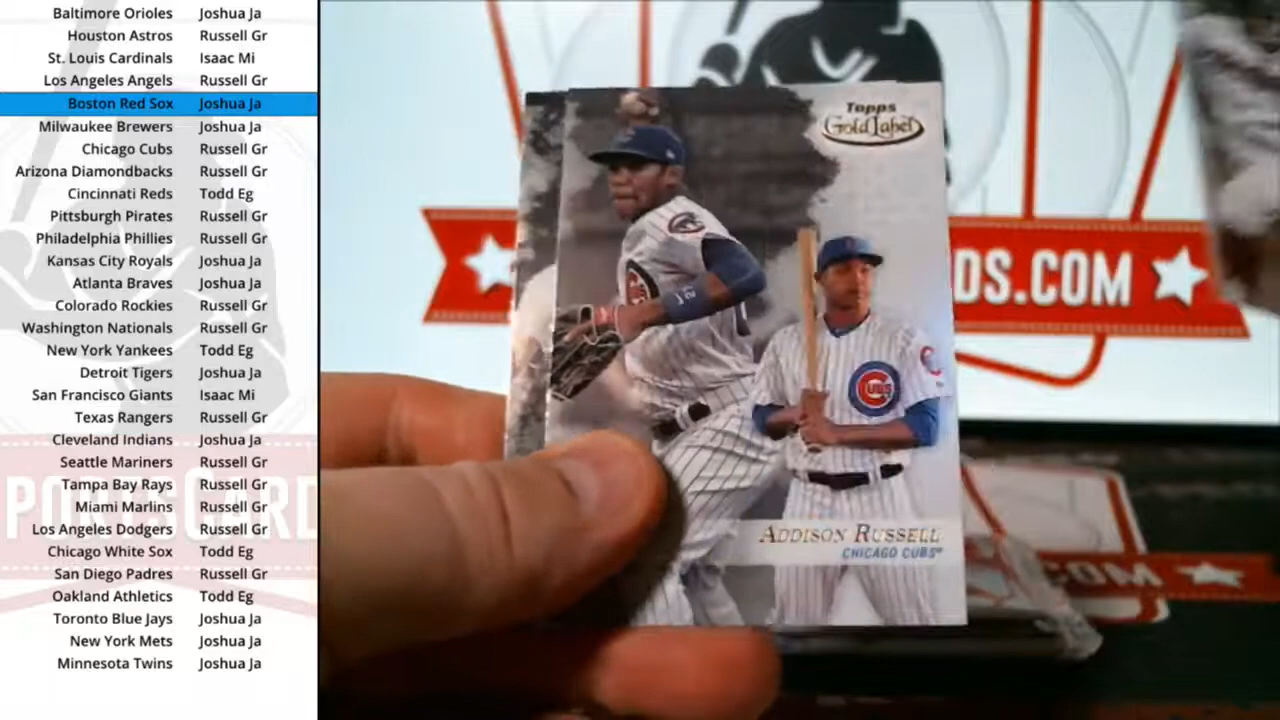 Baltimore Orioles Joshua Ja
Houston Astros Russell Gr
St. Louis Cardinals Isaac Mi
Los Angeles Angels Russell Gr
Boston Red Sox Joshua Ja
Milwaukee Brewers Joshua Ja
Chicago Cubs Russell Gr
Arizona Diamondbacks Russell Gr
Cincinnati Reds Todd Eg
Pittsburgh Pirates Russell Gr
Philadelphia Phillies Russell Gr
Kansas City Royals Joshua Ja
Atlanta Braves Joshua Ja
Colorado Rockies Russell Gr
Washington Nationals Russell Gr
New York Yankees Todd Eg
Detroit Tigers Joshua Ja
San Francisco Giants Isaac Mi
Texas Rangers Russell Gr
Cleveland Indians Joshua Ja
Seattle Mariners Russell Gr
Tampa Bay Rays Russell Gr
Miami Marlins Russell Gr
Los Angeles Dodgers Russell Gr
Chicago White Sox Todd Eg
San Diego Padres Russell Gr
Oakland Athletics Todd Eg
Toronto Blue Jays Joshua Ja
New York Mets Joshua Ja
Minnesota Twins Joshua Ja
PORTSCARD
Topps
Gold Label
DS.COM
CUBS
ADDISON RUSSELL
CHICAGO CUBS®
COM